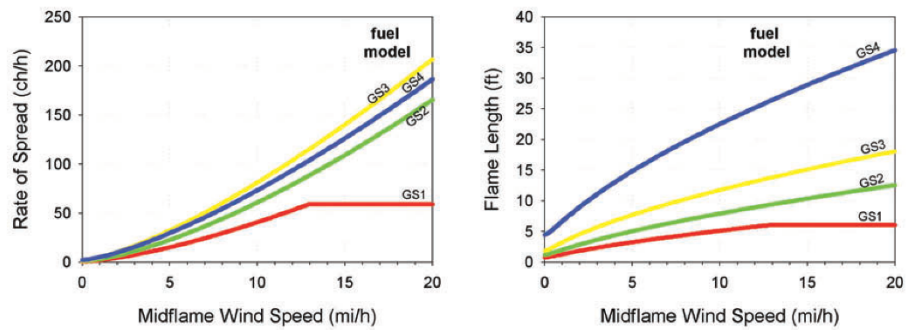 250
200
150
100
50
0
Rate of Spread (ch/h)
fuel
model
GS3
GS4
GS2
GS1
0 5 10 15 20
Midflame Wind Speed (mi/h)
40
35
30
25
20
15
10
5
0
Flame Length (ft)
fuel
model
GS4
GS3
GS2
GS1
0 5 10 15 20
Midflame Wind Speed (mi/h)